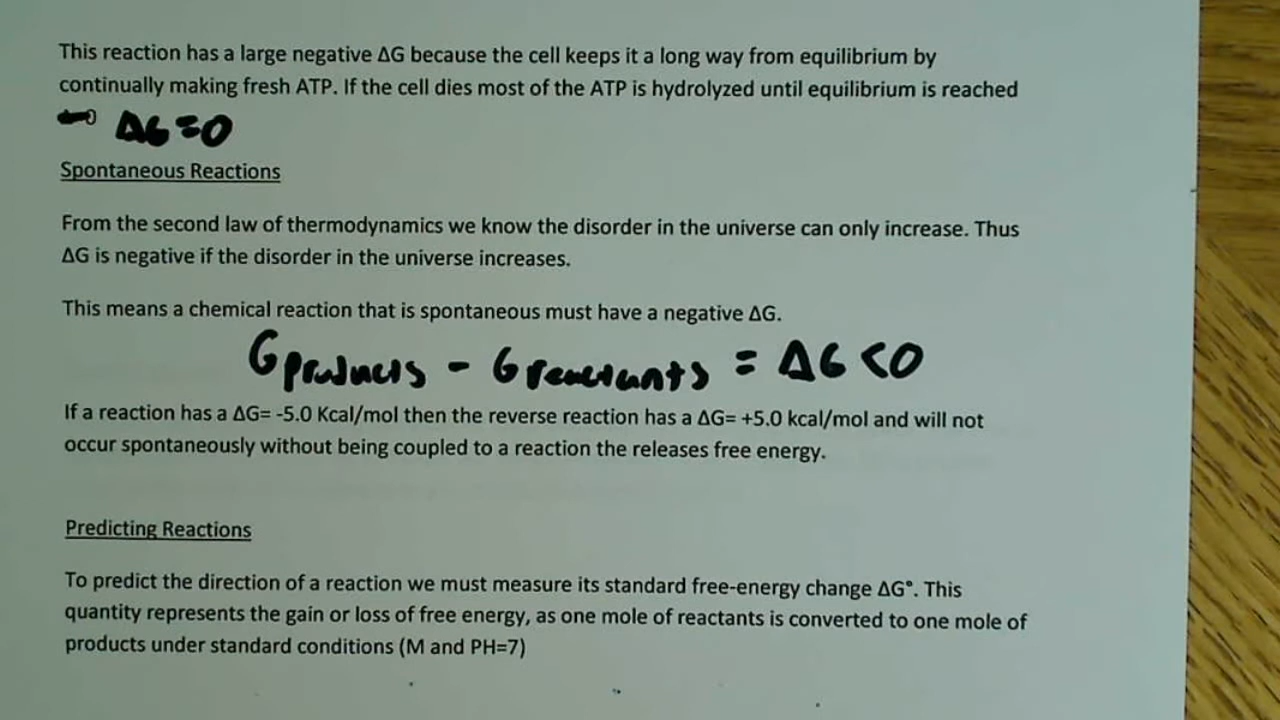 This reaction has a large negative ΔG because the cell keeps it a long way from equilibrium by
continually making fresh ATP. If the cell dies most of the ATP is hydrolyzed until equilibrium is reached
ΔG = 0
Spontaneous Reactions
From the second law of thermodynamics we know the disorder in the universe can only increase. Thus
ΔG is negative if the disorder in the universe increases.
This means a chemical reaction that is spontaneous must have a negative ΔG.
G products - G reactants = ΔG < 0
If a reaction has a ΔG= -5.0 Kcal/mol then the reverse reaction has a ΔG= +5.0 kcal/mol and will not
occur spontaneously without being coupled to a reaction the releases free energy.
Predicting Reactions
To predict the direction of a reaction we must measure its standard free-energy change ΔG°. This
quantity represents the gain or loss of free energy, as one mole of reactants is converted to one mole of
products under standard conditions (M and PH=7)